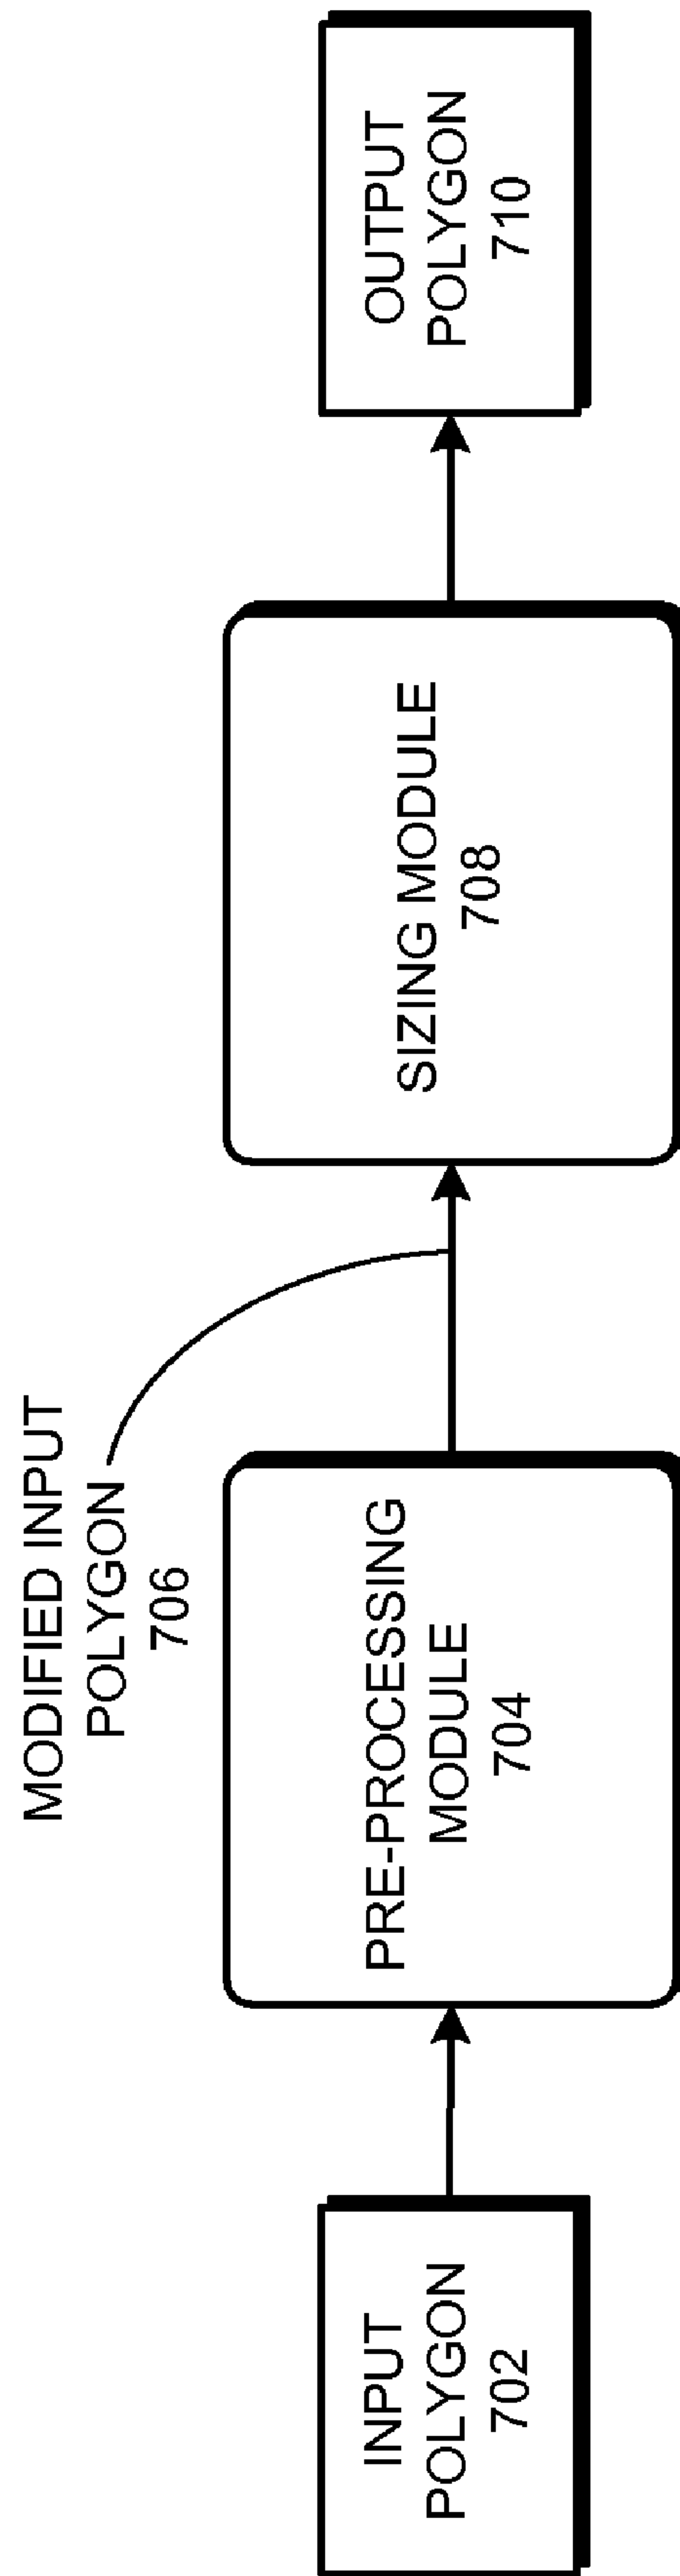 INPUT
POLYGON
702
PRE-PROCESSING
MODULE
704
MODIFIED INPUT
POLYGON
706
SIZING MODULE
708
OUTPUT
POLYGON
710